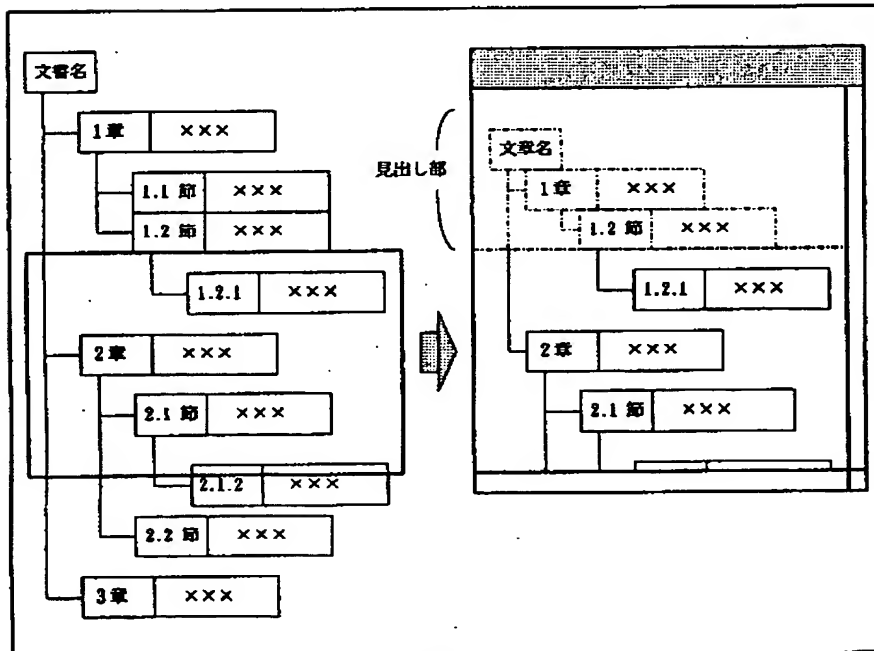 文書名
1章 ×××
1.1 節 ×××
1.2 節 ×××
1.2.1 ×××
2章 ×××
2.1 節 ×××
2.1.2 ×××
2.2 節 ×××
3章 ×××
見出し部
文章名
1章 ×××
1.2 節 ×××
1.2.1 ×××
2章 ×××
2.1 節 ×××